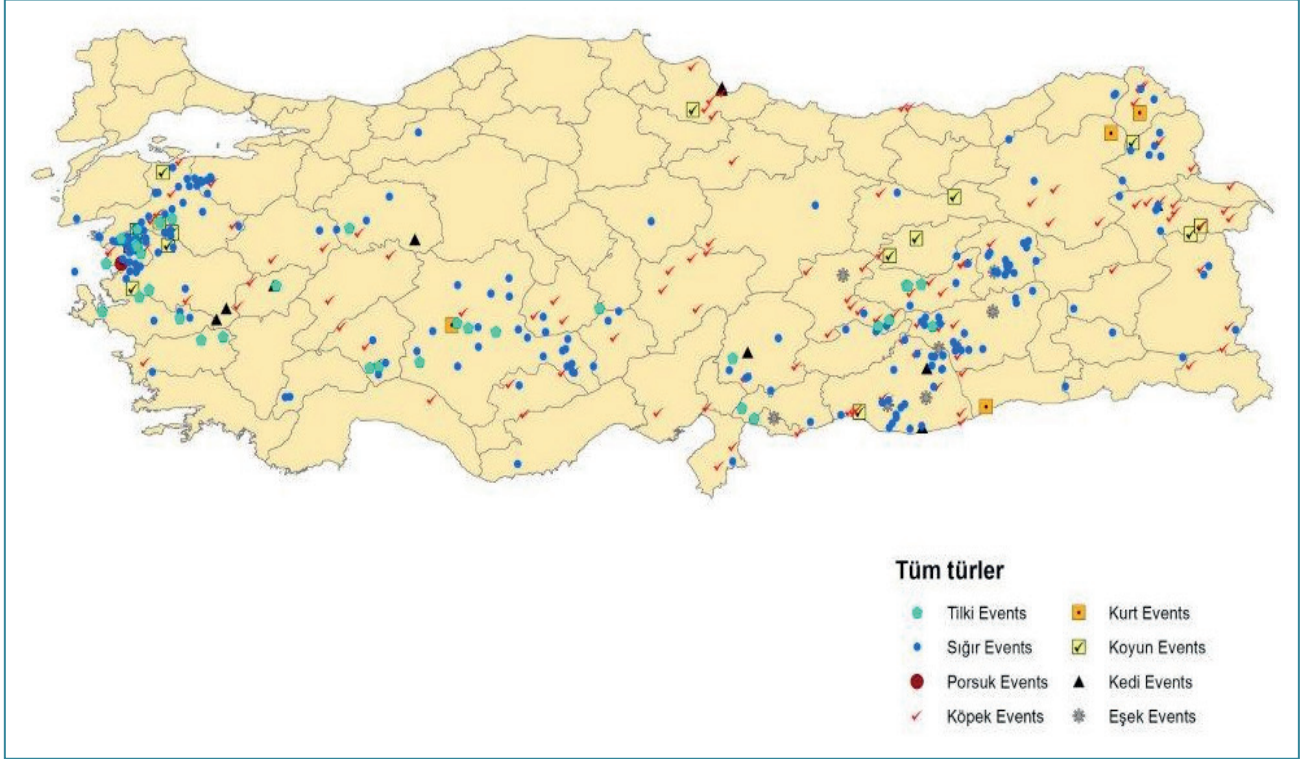 Tüm türler
Tilki Events
Sığır Events
Porsuk Events
Köpek Events
Kurt Events
Koyun Events
Kedi Events
Eşek Events